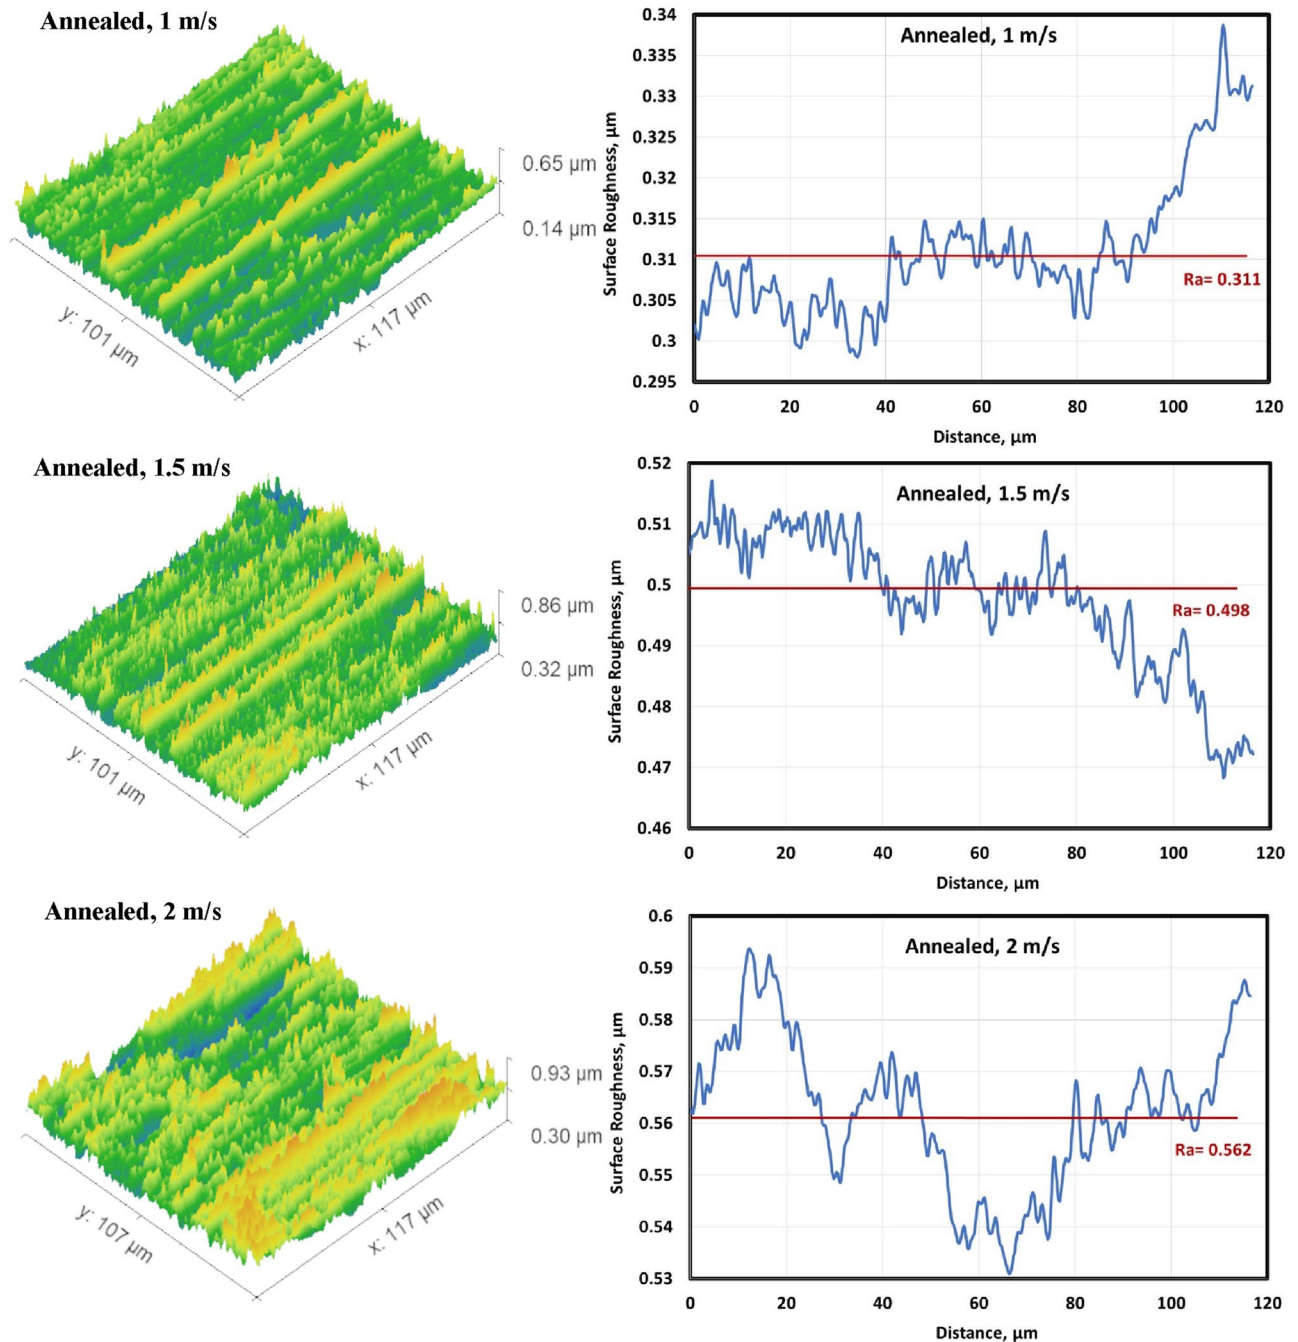 Annealed, 1 m/s
0.65 µm
0.14 µm
y: 101 µm
x: 117 µm
Annealed, 1 m/s
Surface Roughness, µm
0.34
0.335
0.33
0.325
0.32
0.315
0.31
0.305
0.3
0.295
Ra= 0.311
0 20 40 60 80 100 120
Distance, µm
Annealed, 1.5 m/s
0.86 µm
0.32 µm
y: 101 µm
x: 117 µm
Annealed, 1.5 m/s
Surface Roughness, µm
0.52
0.51
0.5
0.49
0.48
0.47
0.46
Ra= 0.498
0 20 40 60 80 100 120
Distance, µm
Annealed, 2 m/s
0.93 µm
0.30 µm
y: 107 µm
x: 117 µm
Annealed, 2 m/s
Surface Roughness, µm
0.6
0.59
0.58
0.57
0.56
0.55
0.54
0.53
Ra= 0.562
0 20 40 60 80 100 120
Distance, µm